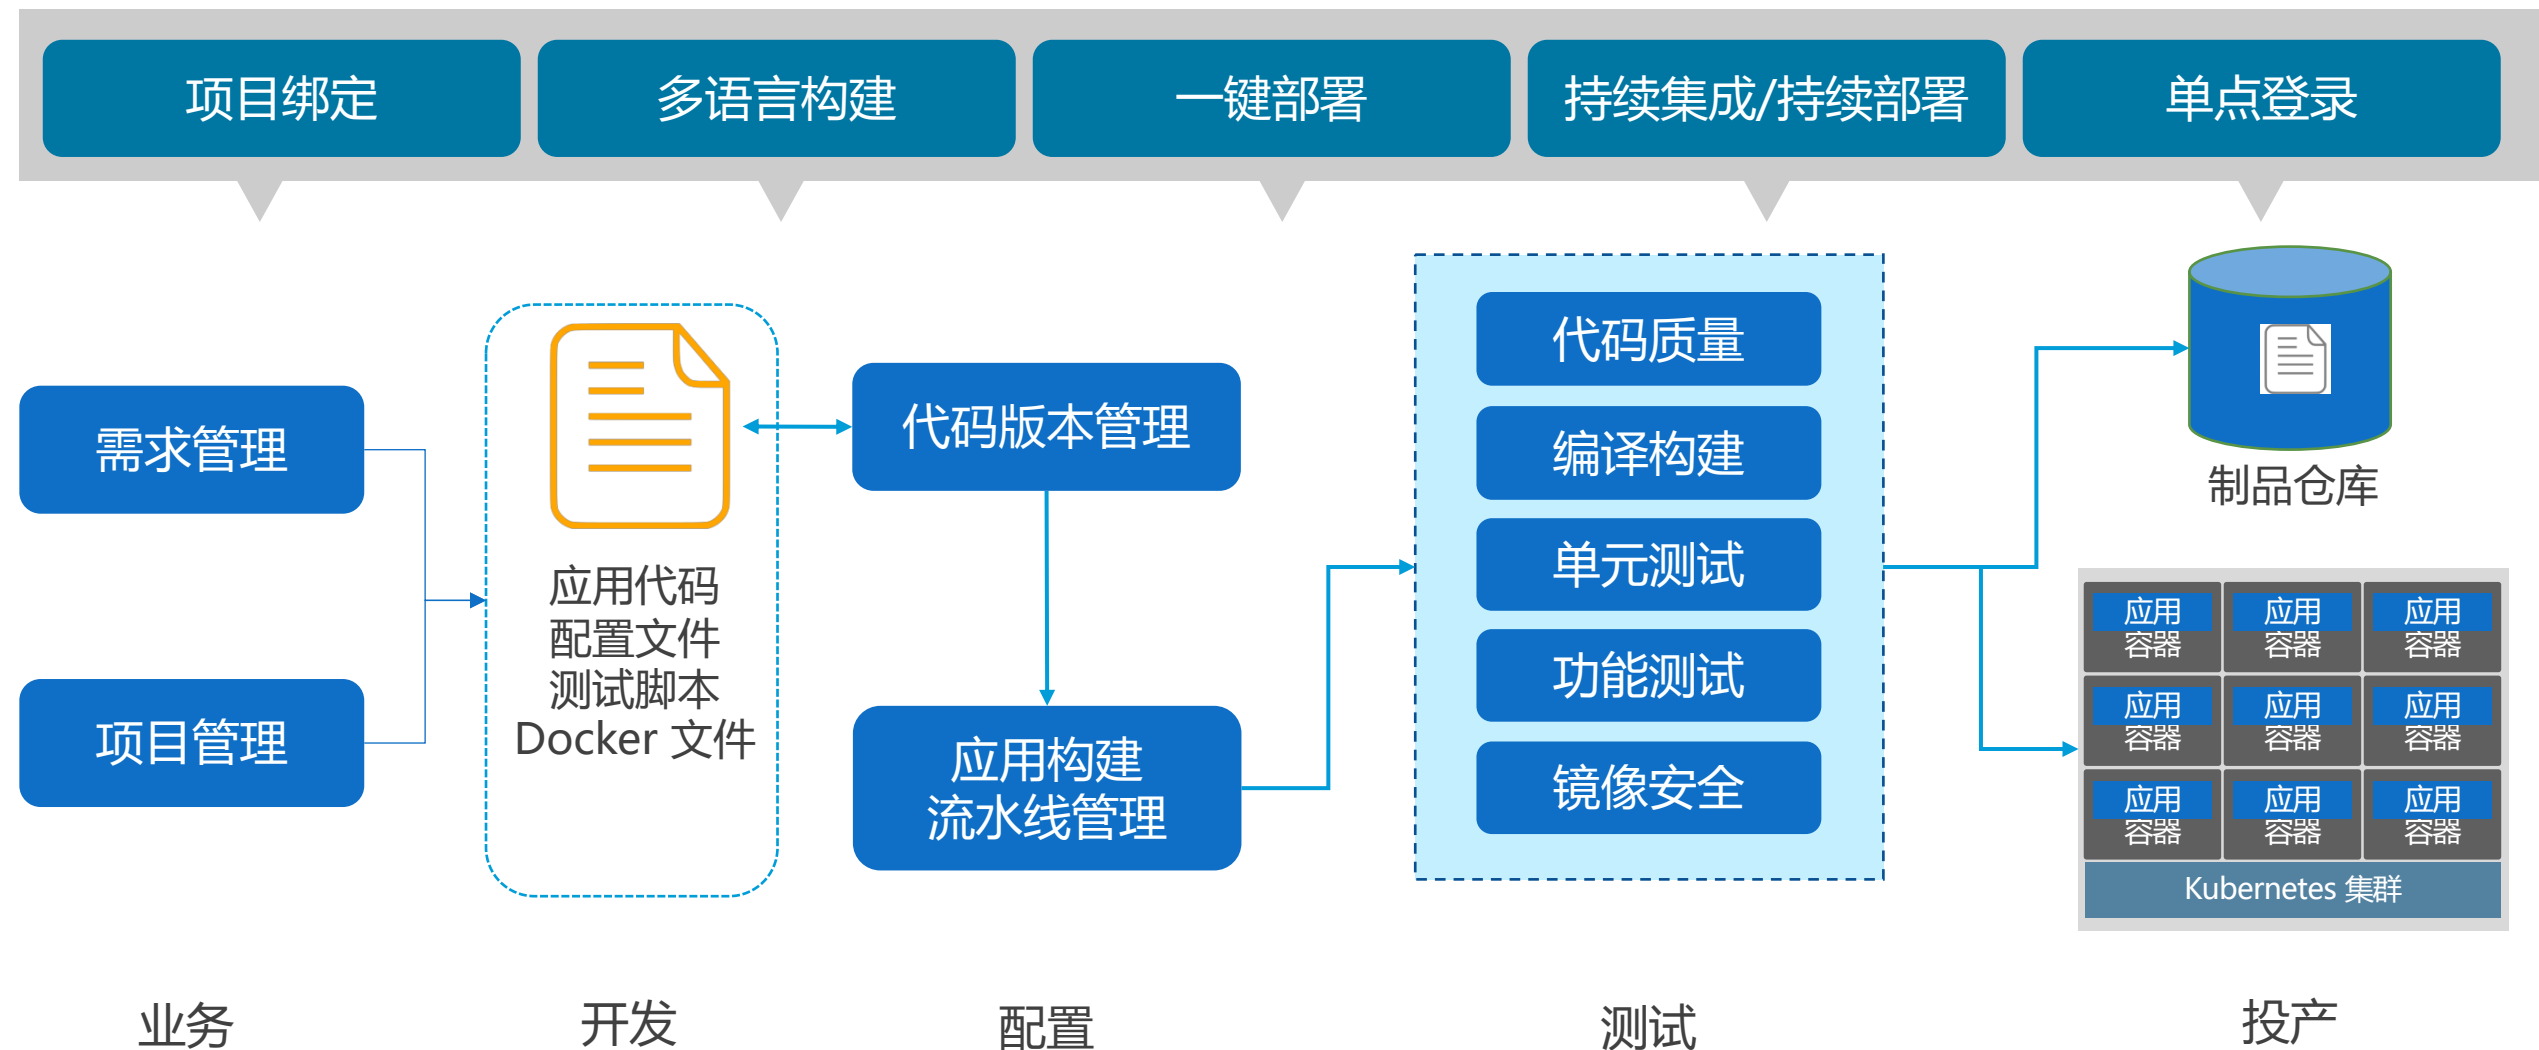 项目绑定
多语言构建
一键部署
持续集成/持续部署
单点登录
需求管理
项目管理
应用代码
配置文件
测试脚本
Docker 文件
代码版本管理
应用构建
流水线管理
代码质量
编译构建
单元测试
功能测试
镜像安全
制品仓库
应用
容器
应用
容器
应用
容器
应用
容器
应用
容器
应用
容器
应用
容器
应用
容器
应用
容器
Kubernetes 集群
业务
开发
配置
测试
投产